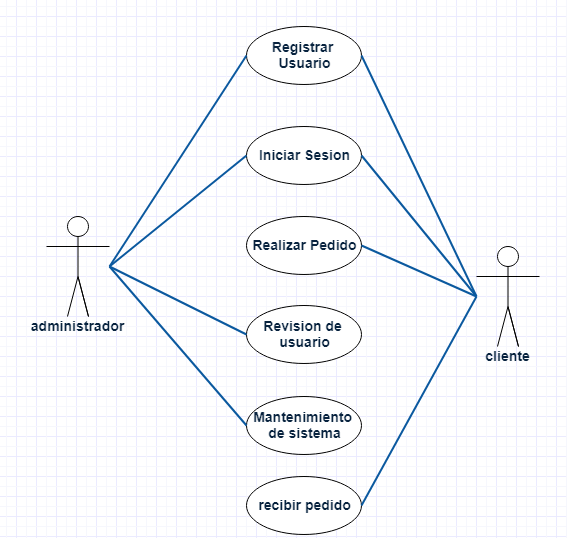 Registrar
Usuario
Iniciar Sesion
Realizar Pedido
administrador
Revision de
usuario
cliente
Mantenimiento
de sistema
recibir pedido